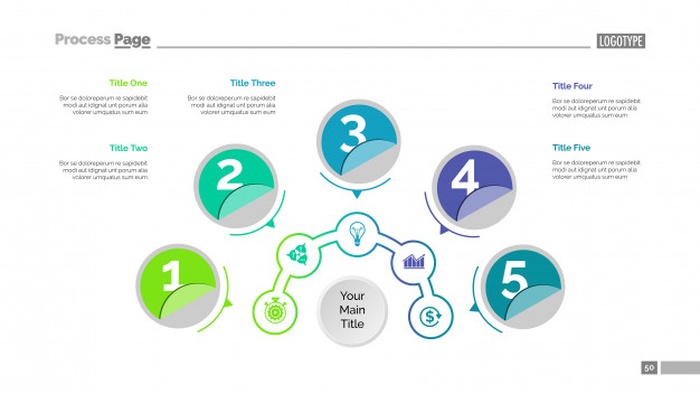 Process Page
LOGOTYPE
Title One
Bor se doloreperum re sapidebit
modi aut idignat unt porum alia
volorer umquatus sum eum
Title Two
Bor se doloreperum re sapidebit
modi aut idignat unt porum alia
volorer umquatus sum eum
Title Three
Bor se doloreperum re sapidebit
modi aut idignat unt porum alia
volorer umquatus sum eum
Title Four
Bor se doloreperum re sapidebit
modi aut idignat unt porum alia
volorer umquatus sum eum
Title Five
Bor se doloreperum re sapidebit
modi aut idignat unt porum alia
volorer umquatus sum eum
1
2
3
4
5
$
Your
Main
Title
50